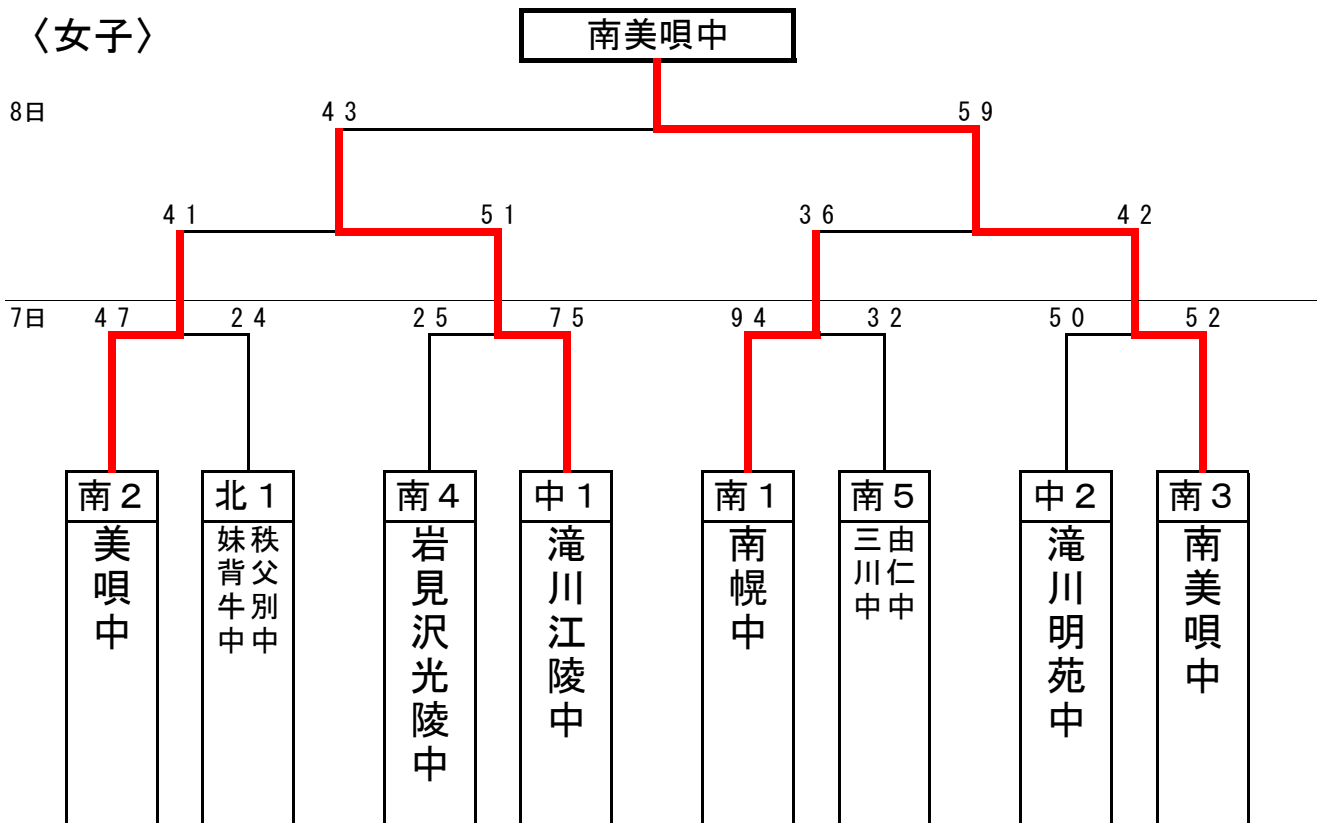 〈女子〉
南美唄中
8日
43
59
41
51
36
42
7日
47
24
25
75
94
32
50
52
南2
北1
南4
中1
南1
南5
中2
南3
美唄中
秩父別中
妹背牛中
岩見沢光陵中
滝川江陵中
南幌中
由仁中
三川中
滝川明苑中
南美唄中